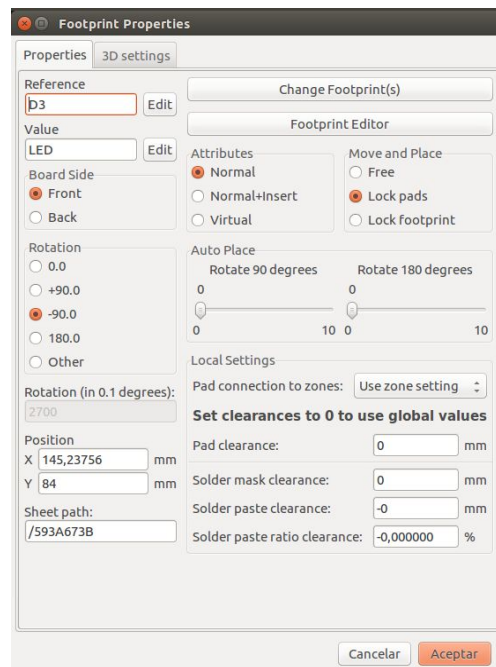 Footprint Properties
Properties
3D settings
Reference
D3
Edit
Value
LED
Edit
Board Side
Front
Back
Rotation
0.0
+90.0
-90.0
180.0
Other
Rotation (in 0.1 degrees):
2700
Position
X 145,23756 mm
Y 84 mm
Sheet path:
/593A673B
Change Footprint(s)
Footprint Editor
Attributes
Normal
Normal+Insert
Virtual
Move and Place
Free
Lock pads
Lock footprint
Auto Place
Rotate 90 degrees
0
0 10
Rotate 180 degrees
0
0 10
Local Settings
Pad connection to zones: Use zone setting
Set clearances to 0 to use global values
Pad clearance: 0 mm
Solder mask clearance: 0 mm
Solder paste clearance: -0 mm
Solder paste ratio clearance: -0,000000 %
Cancelar
Aceptar